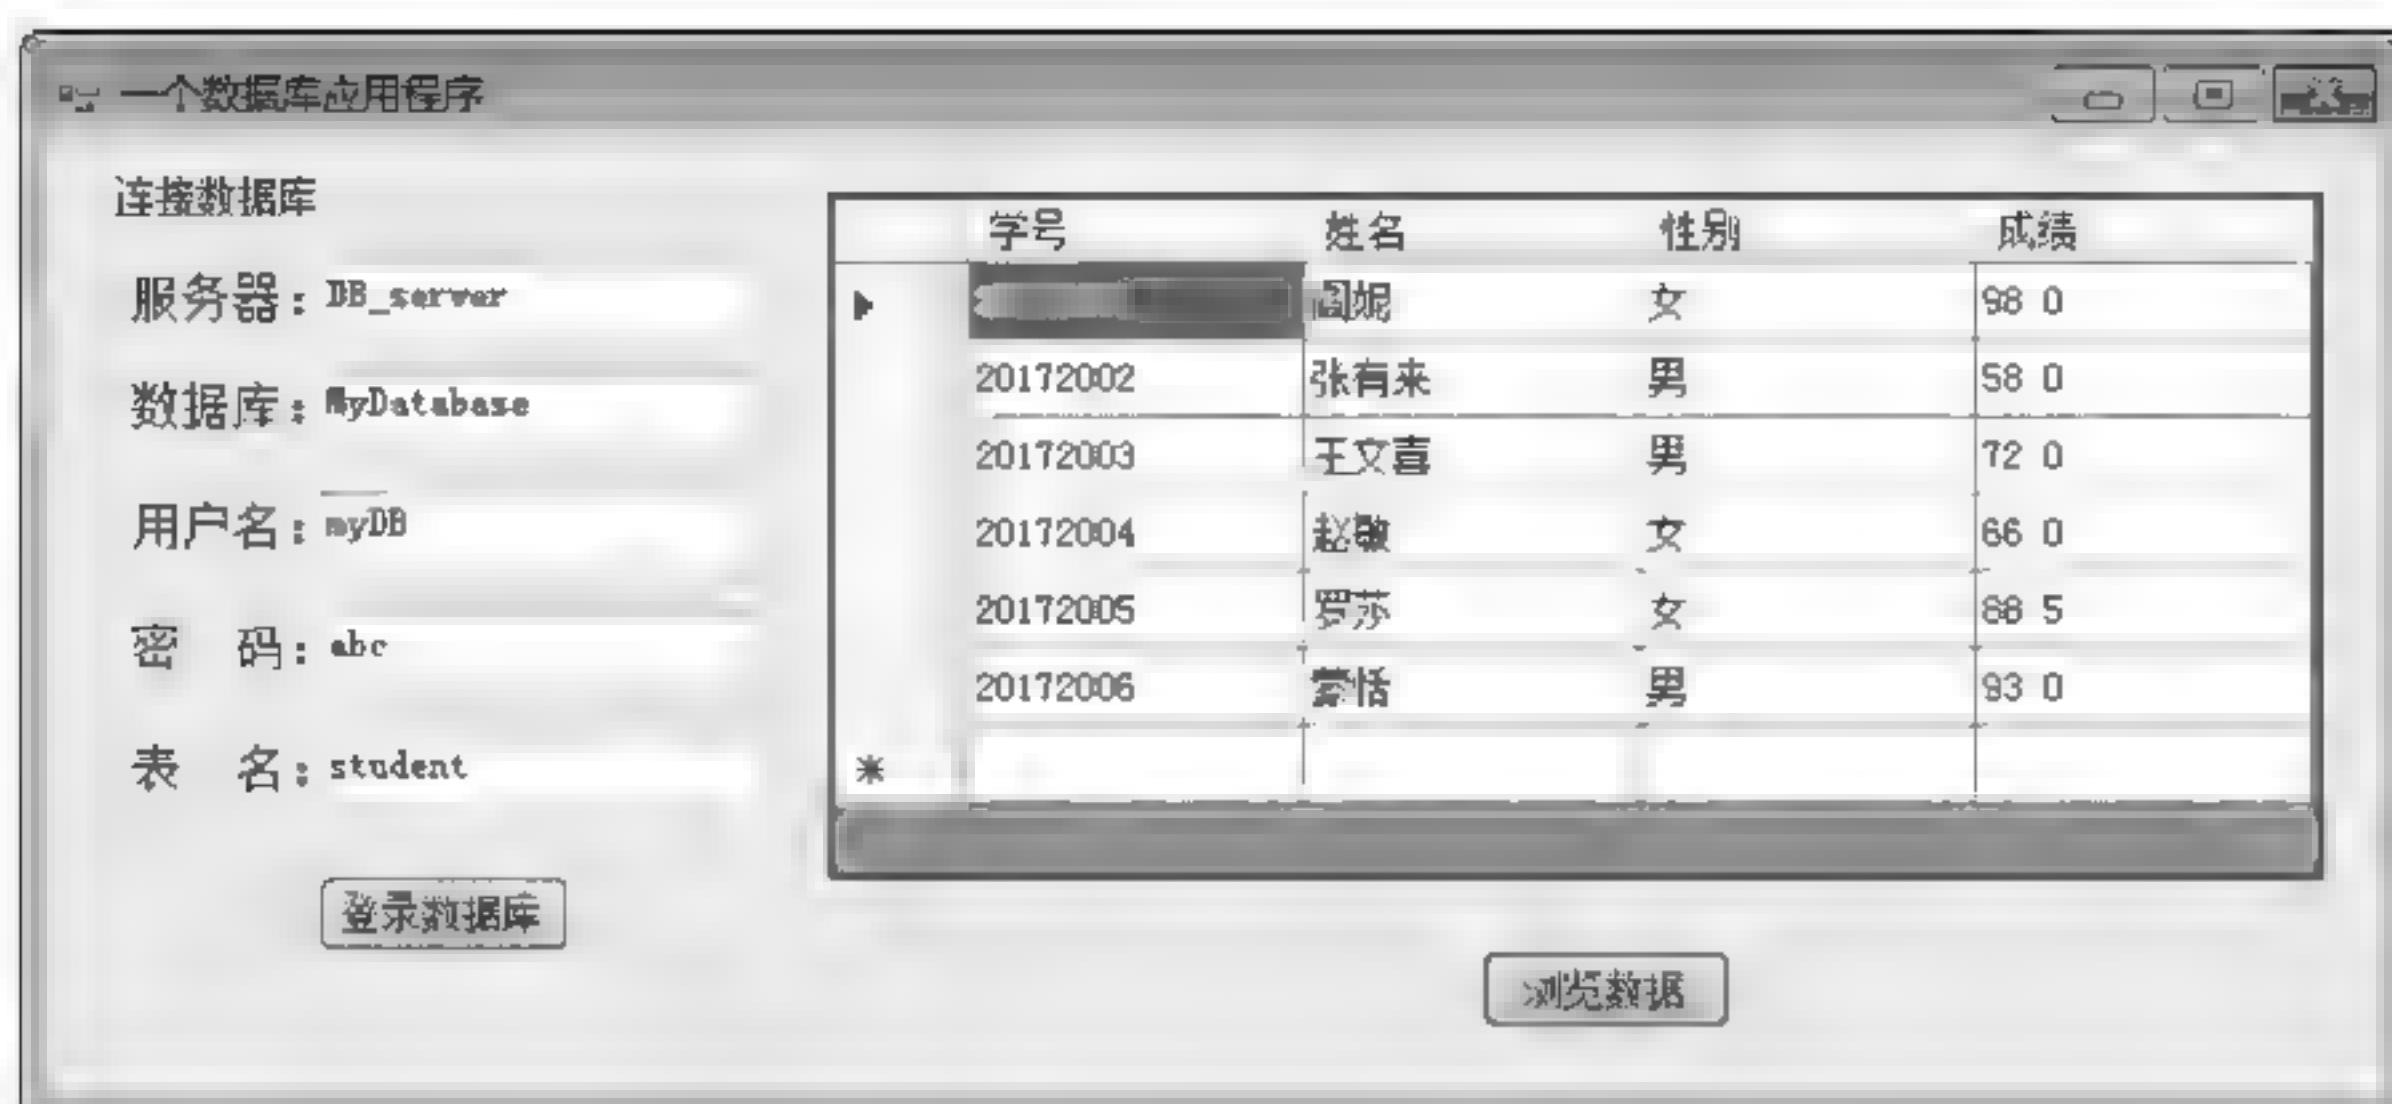 一个数据库应用程序
连接数据库
服务器：DB_server
数据库：MyDatabase
用户名：myDB
密 码：abc
表 名：student
登录数据库
学号 姓名 性别 成绩
妮 女 98 0
20172002 张有来 男 58 0
20172003 王文喜 男 72 0
20172004 赵敏 女 66 0
20172005 罗莎 女 88 5
20172006 蒙恬 男 93 0
浏览数据